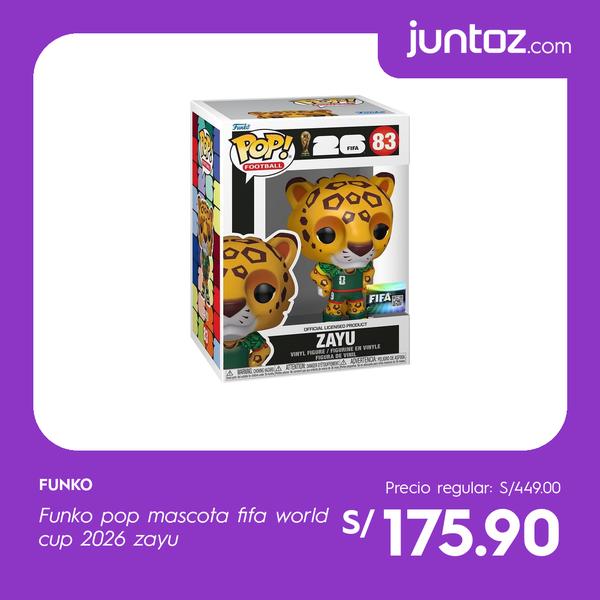 juntoz.com
Funko
POP!
FOOTBALL
26
FIFA
83
FIFA
OFFICIAL LICENSED PRODUCT
ZAYU
VINYL FIGURE / FIGURINE EN VINYLE
FIGURA DE VINIL
FUNKO
Precio regular: S/449.00
Funko pop mascota fifa world
cup 2026 zayu
S/175.90